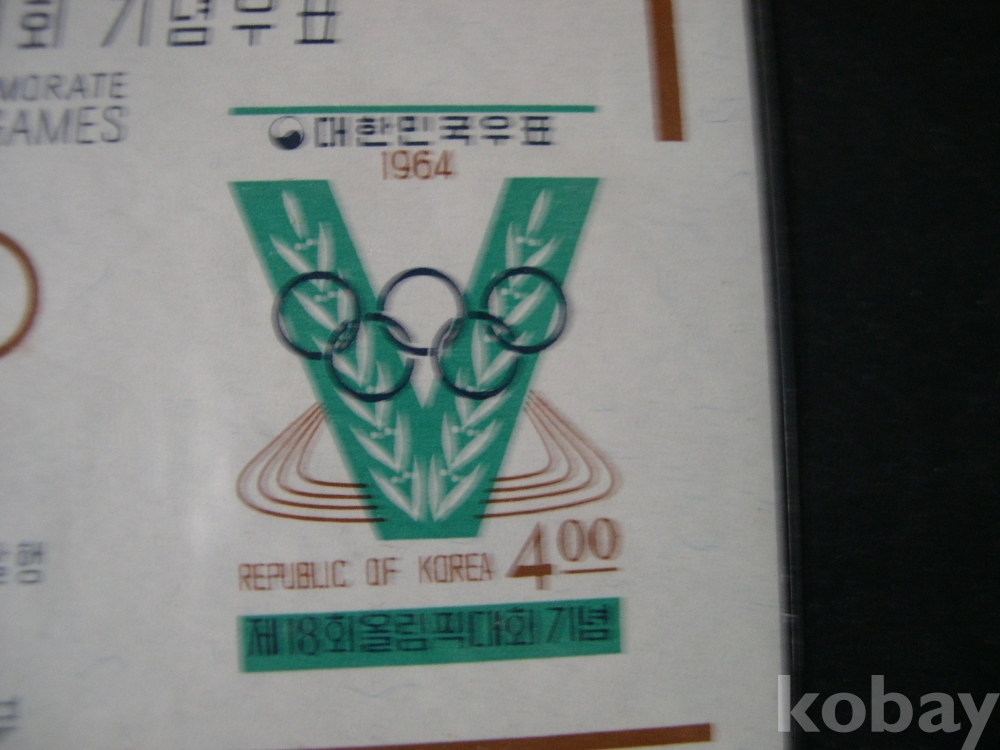 회 기념우표
MORATE
GAMES
대한민국우표
1964
REPUBLIC OF KOREA 4.00
제18회올림픽대회기념
행
kobay